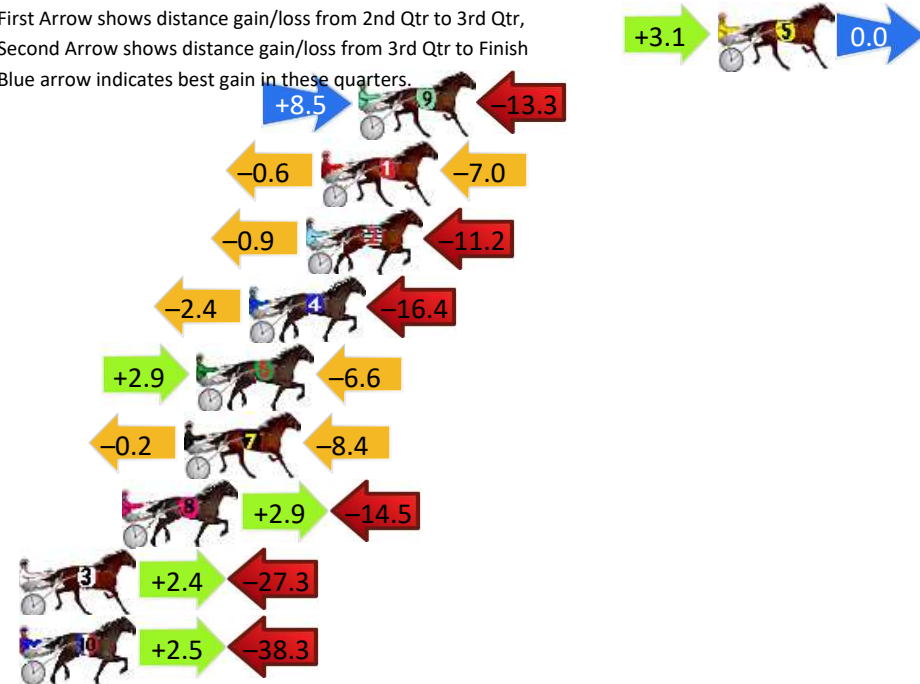 First Arrow shows distance gain/loss from 2nd Qtr to 3rd Qtr,
Second Arrow shows distance gain/loss from 3rd Qtr to Finish
Blue arrow indicates best gain in these quarters.
+3.1 5 0.0
+8.5 9 –13.3
–0.6 1 –7.0
–0.9 2 –11.2
–2.4 4 –16.4
+2.9 6 –6.6
–0.2 7 –8.4
8 +2.9 –14.5
3 +2.4 –27.3
10 +2.5 –38.3